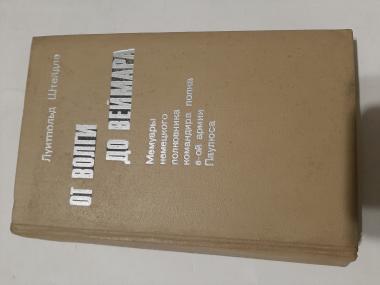 Луитпольд Штейдле
ОТ ВОЛГИ
ДО ВЕЙМАРА
Мемуары
немецкого
полковника
командира полка
6-ой армии
Паулюса